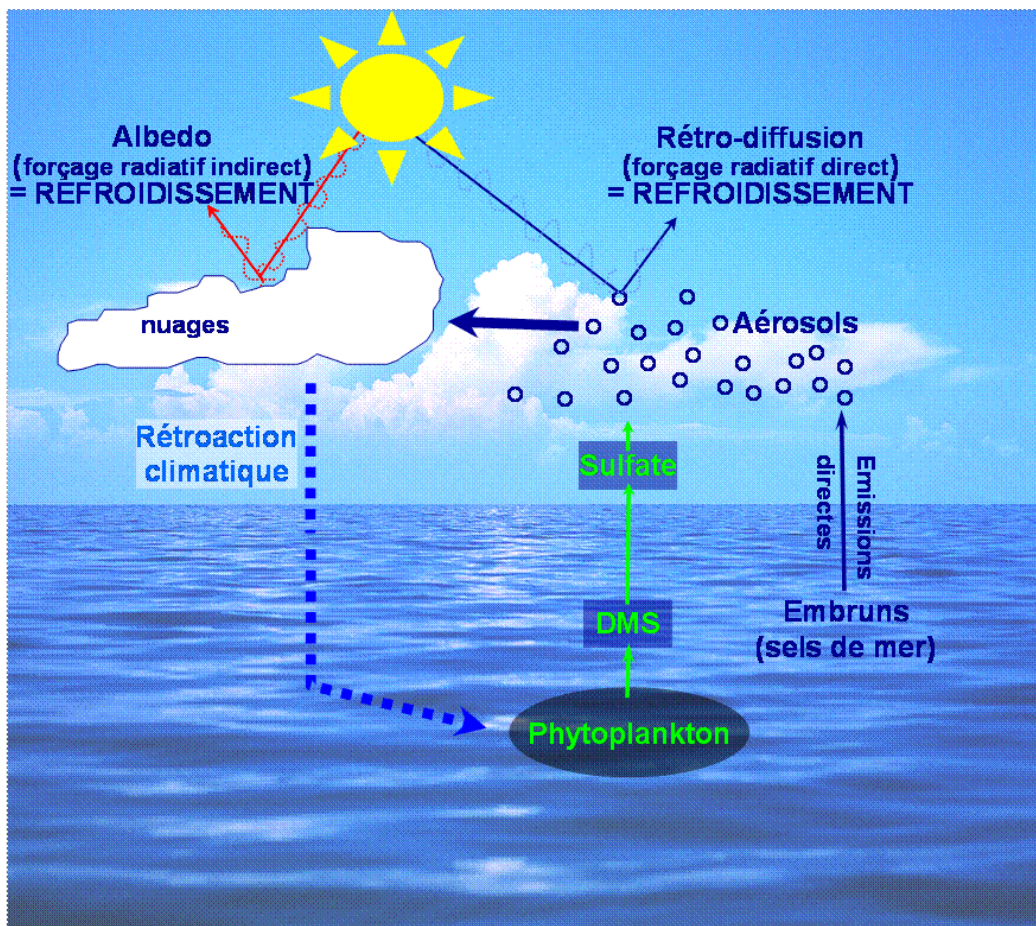 Albedo
(forçage radiatif indirect)
= REFROIDISSEMENT
Rétro-diffusion
(forçage radiatif direct)
= REFROIDISSEMENT
nuages
Aérosols
Rétroaction
climatique
Sulfate
Emissions
directes
DMS
Embruns
(sels de mer)
Phytoplankton